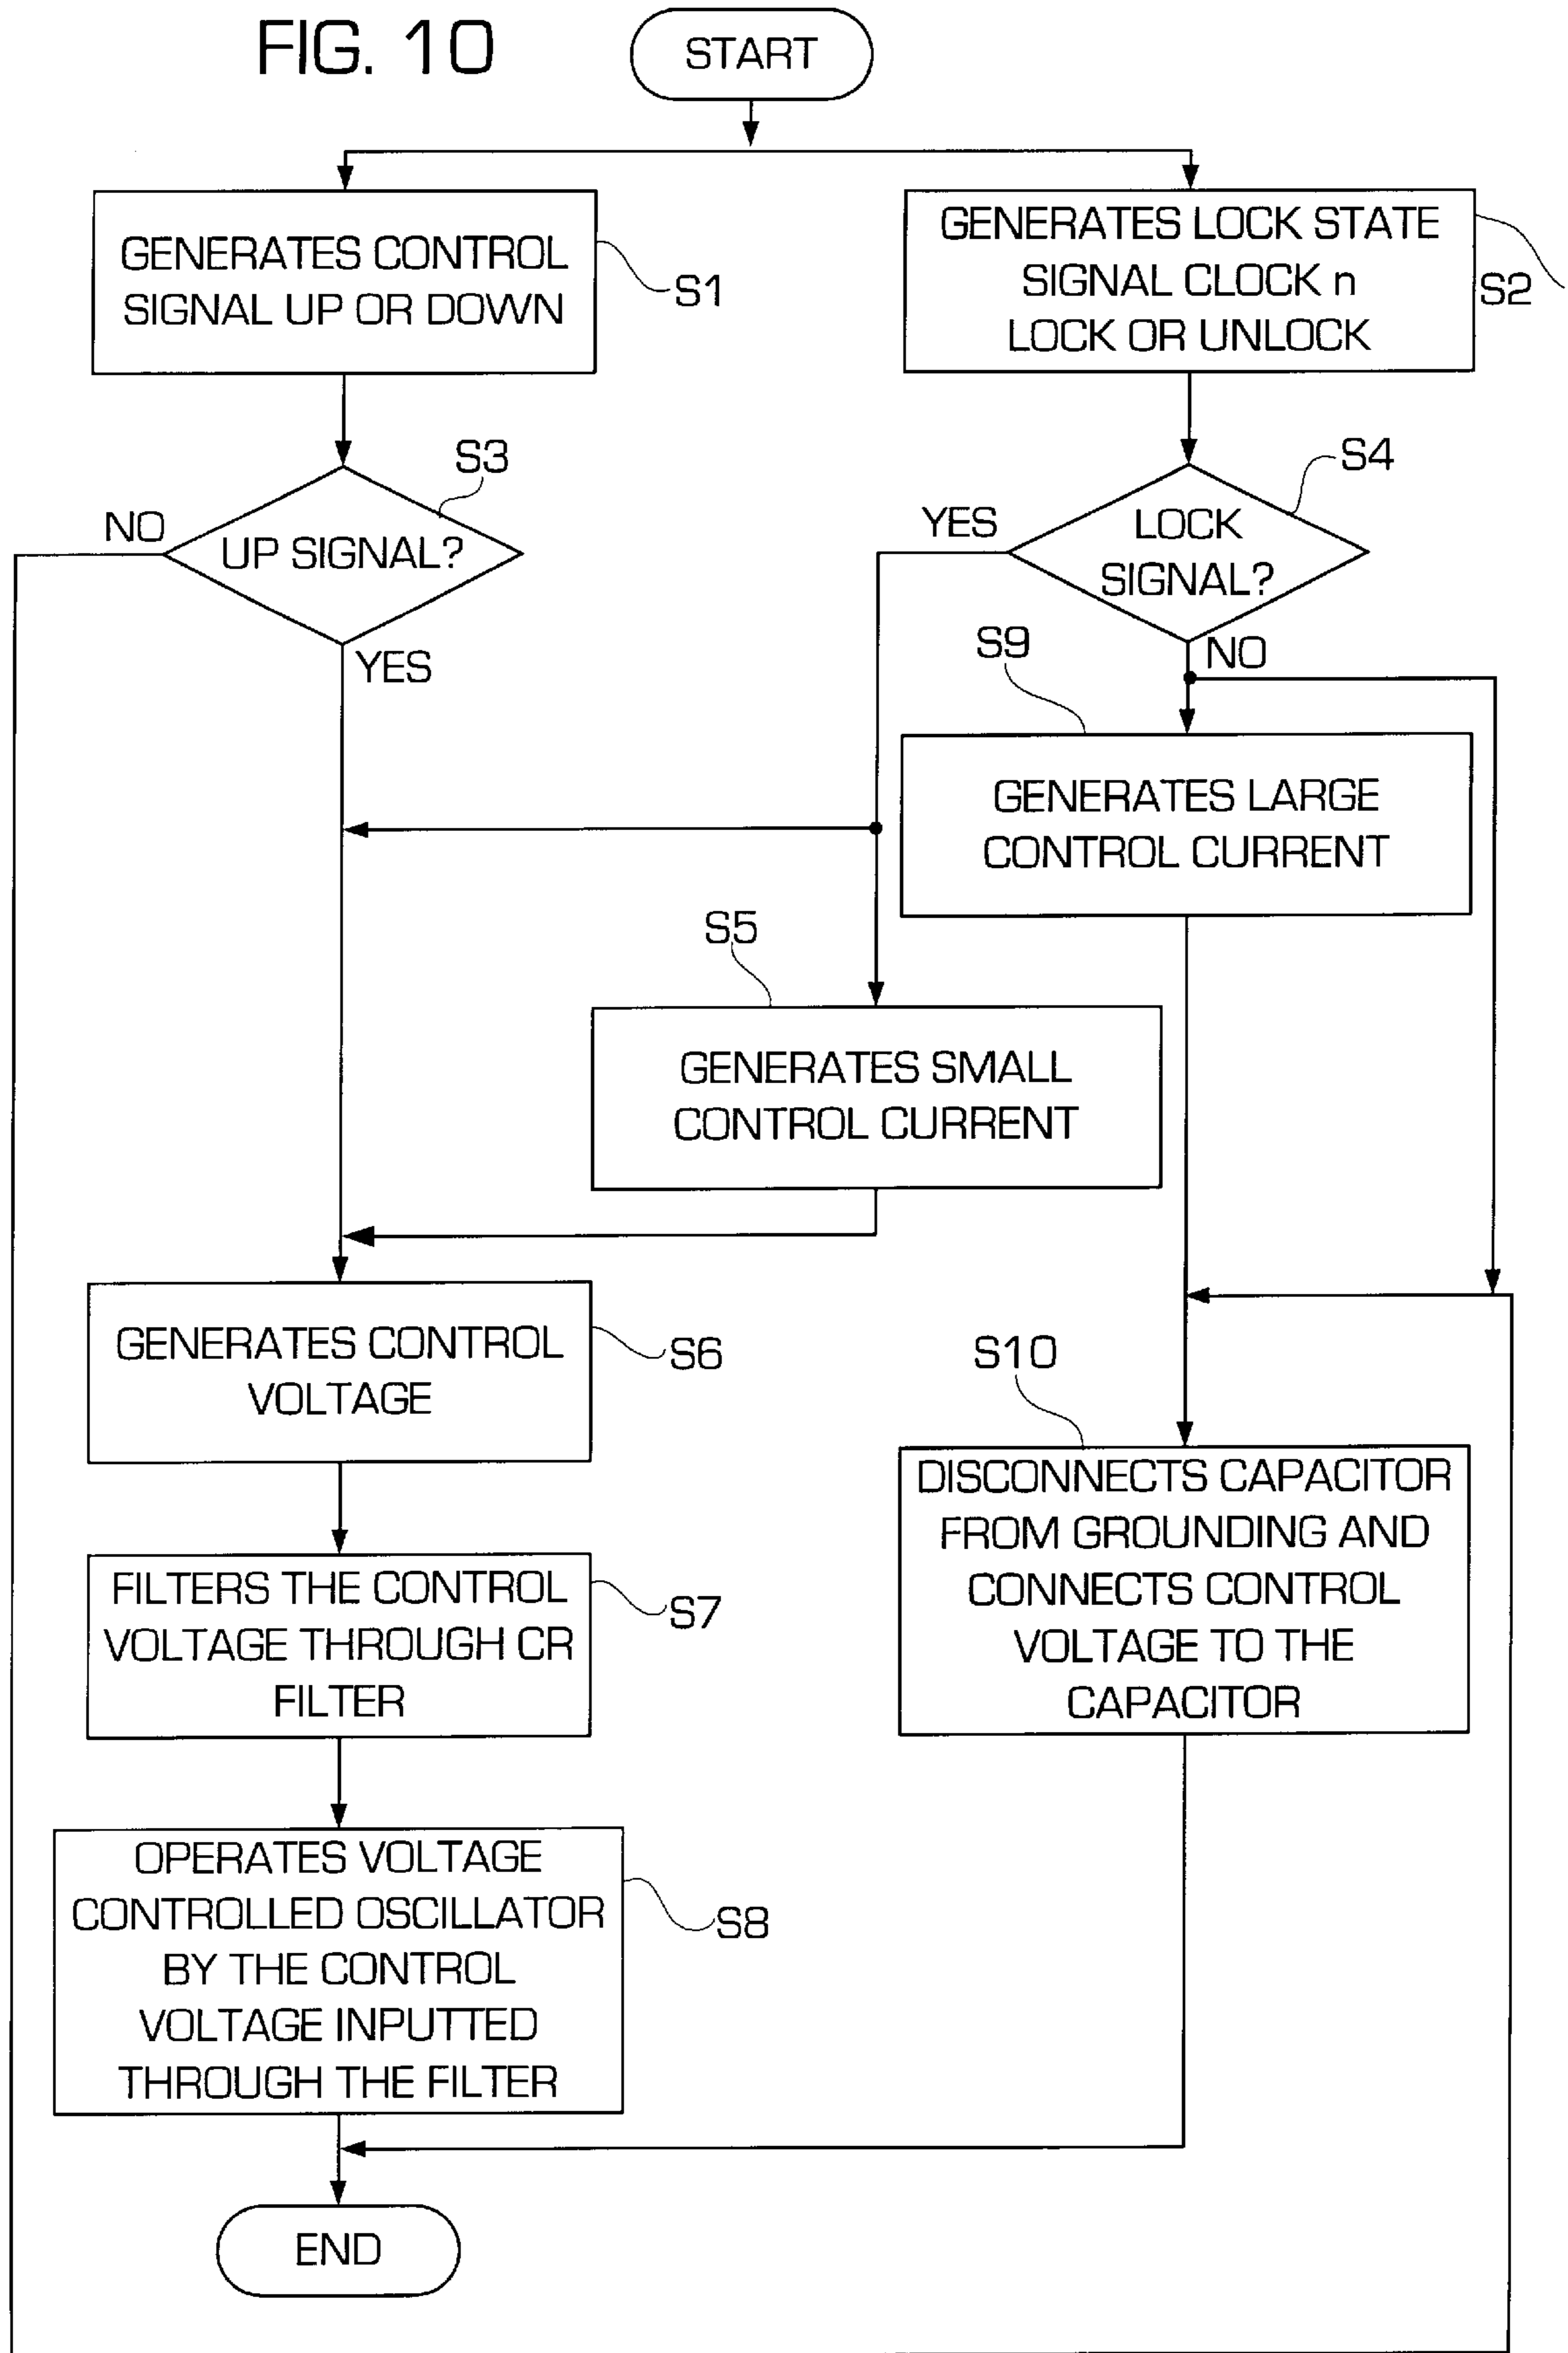 FIG. 10
START
GENERATES CONTROL
SIGNAL UP OR DOWN
S1
GENERATES LOCK STATE
SIGNAL CLOCK n
LOCK OR UNLOCK
S2
S3
NO
UP SIGNAL?
YES
S4
YES
LOCK
SIGNAL?
NO
S9
GENERATES LARGE
CONTROL CURRENT
S5
GENERATES SMALL
CONTROL CURRENT
GENERATES CONTROL
VOLTAGE
S6
S10
DISCONNECTS CAPACITOR
FROM GROUNDING AND
CONNECTS CONTROL
VOLTAGE TO THE
CAPACITOR
FILTERS THE CONTROL
VOLTAGE THROUGH CR
FILTER
S7
OPERATES VOLTAGE
CONTROLLED OSCILLATOR
BY THE CONTROL
VOLTAGE INPUTTED
THROUGH THE FILTER
S8
END